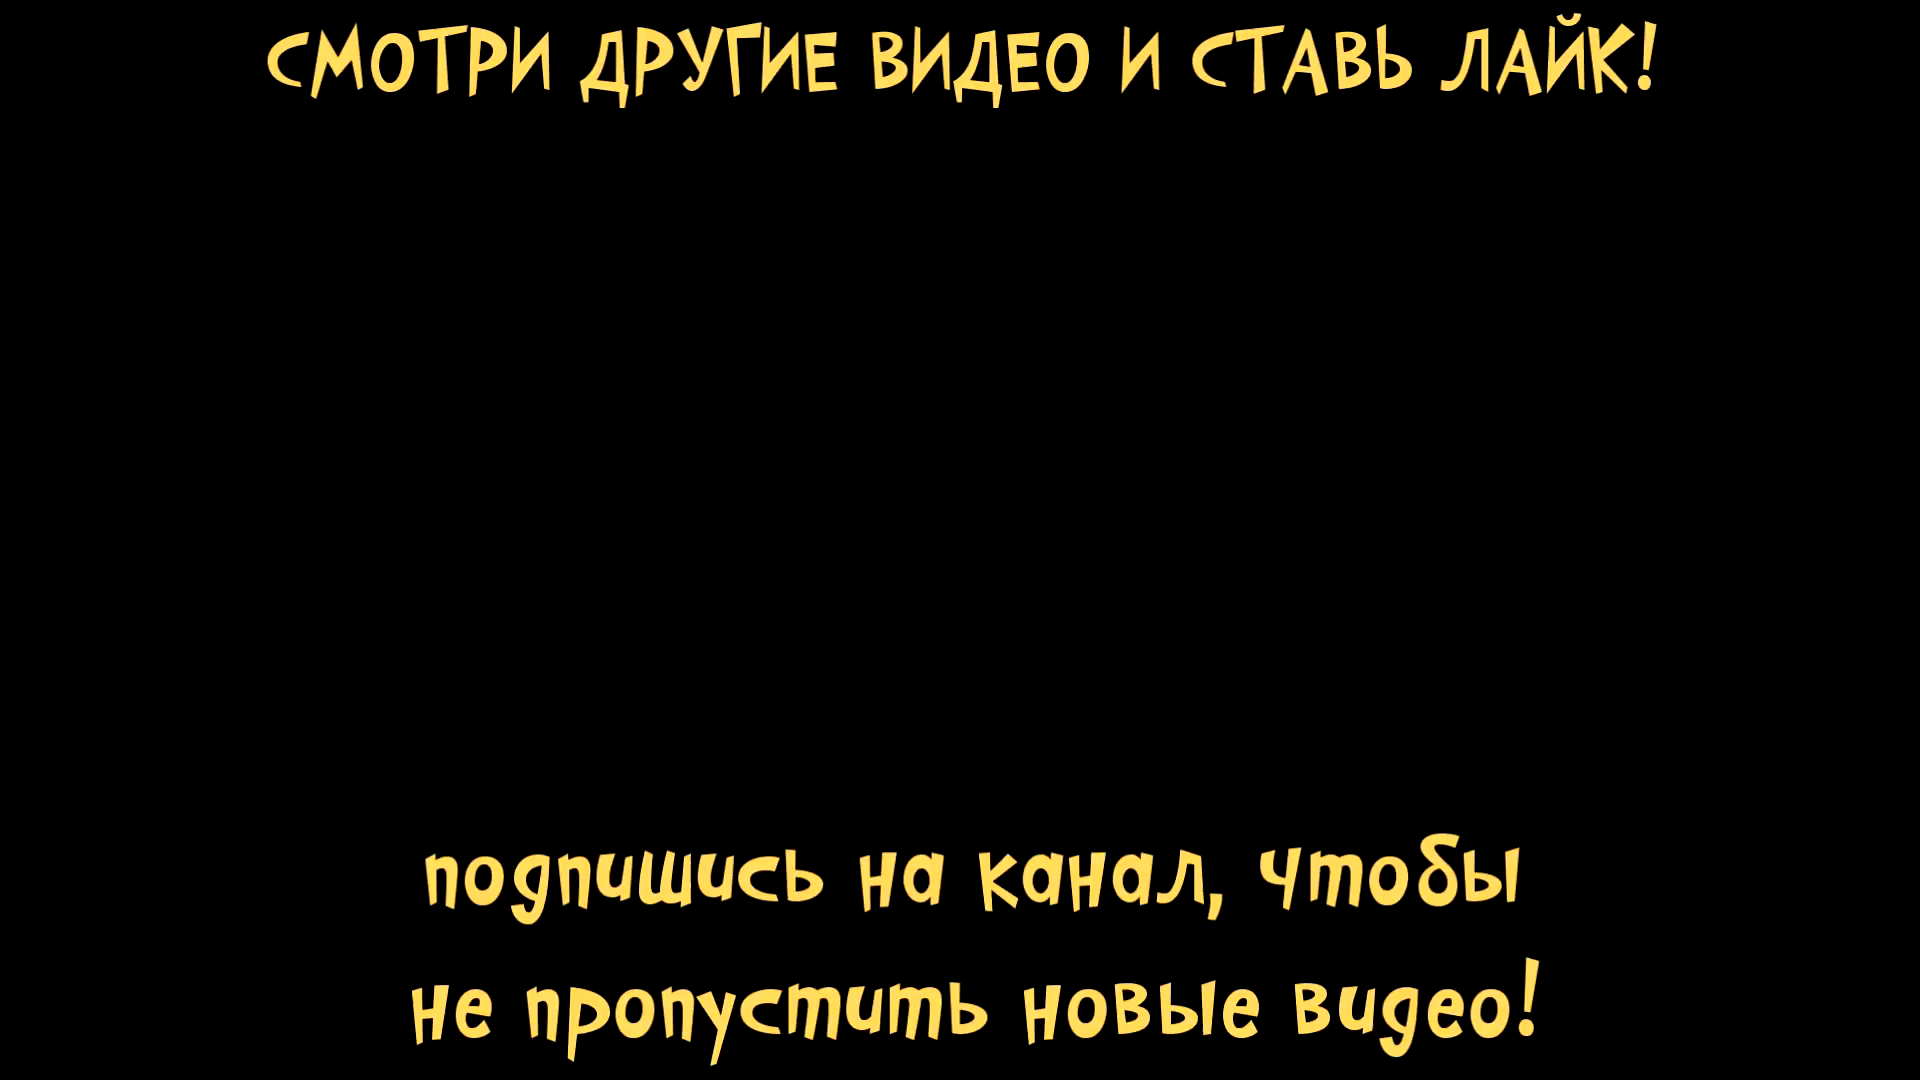 СМОТРИ ДРУГИЕ ВИДЕО И СТАВЬ ЛАЙК!
подпишись на канал, чтобы
не пропустить новые видео!